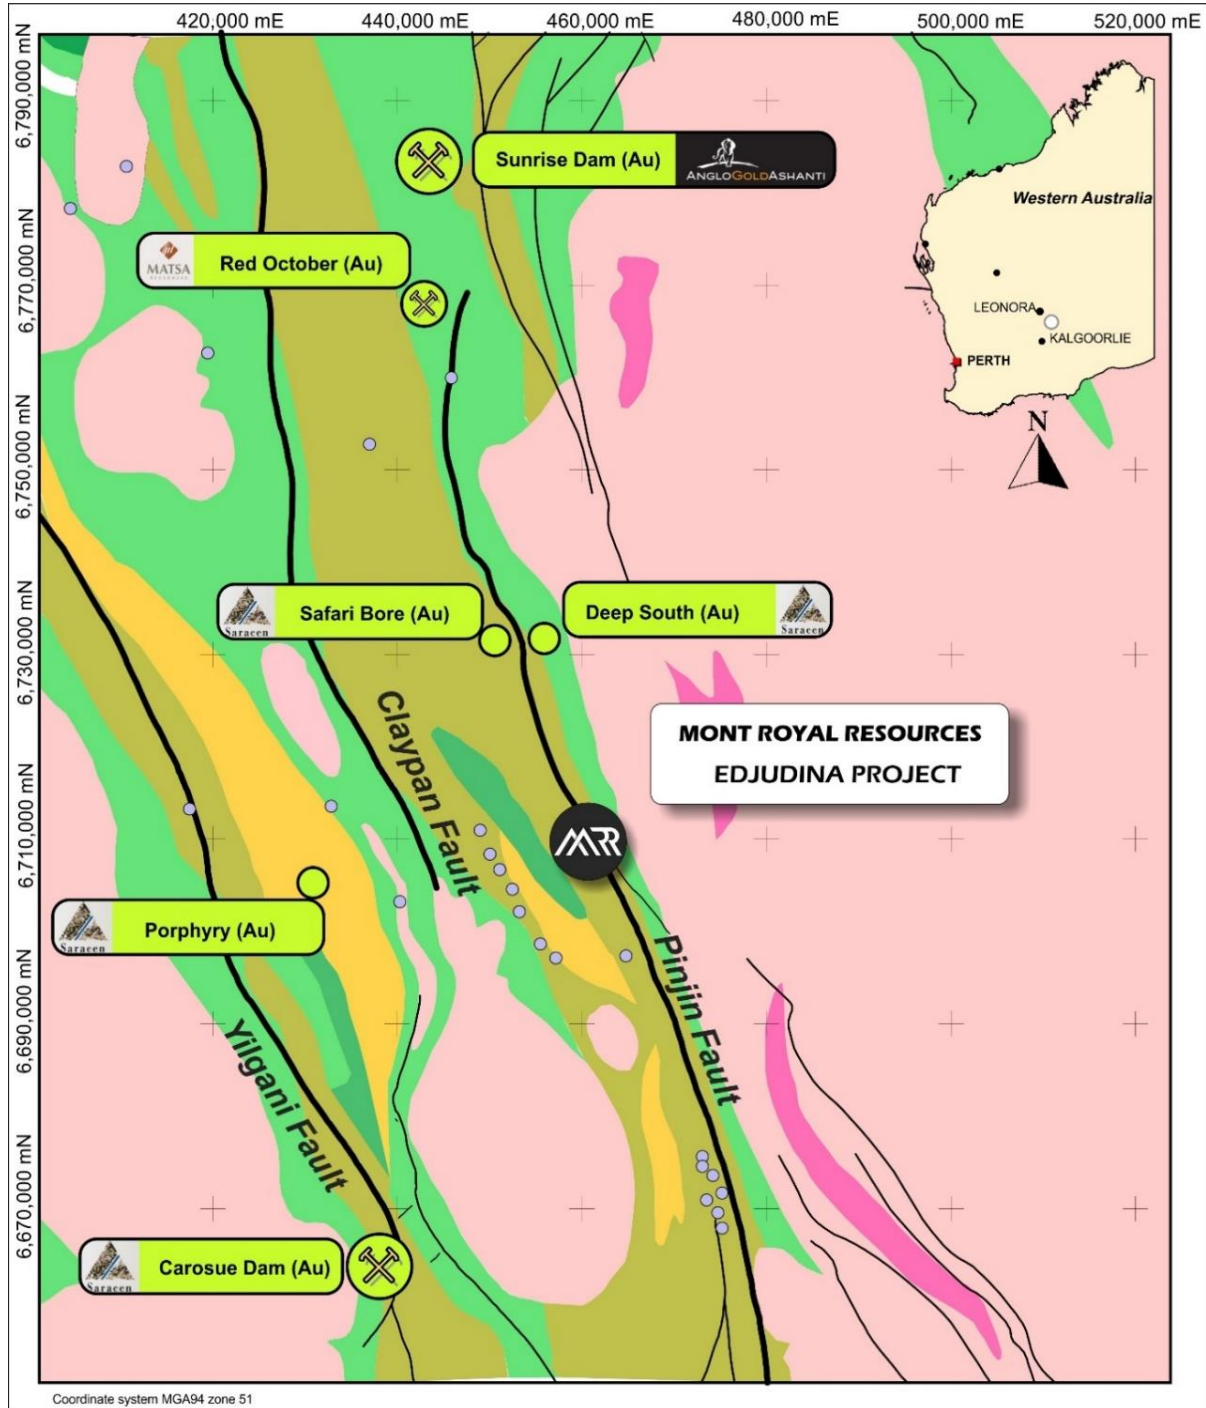 420,000 mE
440,000 mE
460,000 mE
480,000 mE
500,000 mE
520,000 mE
6,790,000 mN
6,770,000 mN
6,750,000 mN
6,730,000 mN
6,710,000 mN
6,690,000 mN
6,670,000 mN
Sunrise Dam (Au)
ANGLOGOLDASHANTI
Western Australia
LEONORA
KALGOORLIE
PERTH
N
MATSA
Red October (Au)
Saracen
Safari Bore (Au)
Deep South (Au)
Saracen
Claypan Fault
MONT ROYAL RESOURCES
EDJUDINA PROJECT
MRR
Saracen
Porphyry (Au)
Pinjin Fault
Yilgani Fault
Saracen
Carosue Dam (Au)
Coordinate system MGA94 zone 51